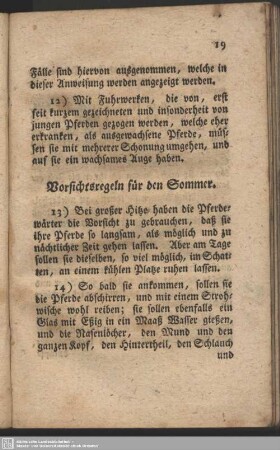 19
Fälle sind hiervon ausgenommen, welche in
dieser Anweisung werden angezeigt werden.
12) Mit Fuhrwerken, die von, erst
seit kurzem gezeichneten und insonderheit von
jungen Pferden gezogen werden, welche eher
erkranken, als ausgewachsene Pferde, müs-
sen sie mit mehrerer Schonung umgehen, und
auf sie ein wachsames Auge haben.
Vorsichtsregeln für den Sommer.
13) Bei großer Hitze haben die Pferde-
wärter die Vorsicht zu gebrauchen, daß sie
ihre Pferde so langsam, als möglich und zu
nächtlicher Zeit gehen lassen. Aber am Tage
sollen sie dieselben, so viel möglich, im Schat-
ten, an einem kühlen Platze ruhen lassen.
14) So bald sie ankommen, sollen sie
die Pferde abschirren, und mit einem Stroh-
wische wohl reiben; sie sollen ebenfalls ein
Glas mit Eßig in ein Maaß Wasser gießen,
und die Nasenlöcher, den Mund und den
ganzen Kopf, den Hintertheil, den Schlauch
und